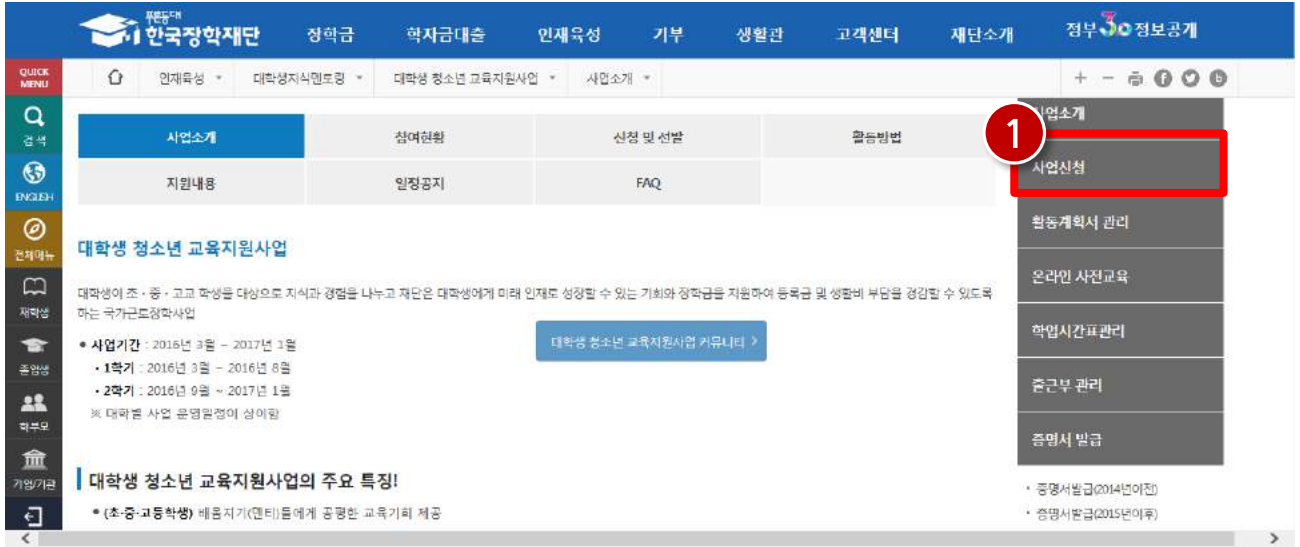 푸른등대
한국장학재단
장학금 학자금대출 인재육성 기부 생활관 고객센터 재단소개 정부3.0 정보공개
QUICK MENU
인재육성 대학생지식멘토링 대학생 청소년 교육지원사업 사업소개
검색
ENGLISH
전체메뉴
재학생
졸업생
학부모
기업/기관
사업소개 참여현황 신청 및 선발 활동방법
지원내용 일정공지 FAQ
대학생 청소년 교육지원사업
대학생이 초·중·고교 학생을 대상으로 지식과 경험을 나누고 재단은 대학생에게 미래 인재로 성장할 수 있는 기회와 장학금을 지원하여 등록금 및 생활비 부담을 경감할 수 있도록
하는 국가근로장학사업
• 사업기간 : 2016년 3월 ~ 2017년 1월
• 1학기 : 2016년 3월 ~ 2016년 8월
• 2학기 : 2016년 9월 ~ 2017년 1월
※ 대학별 사업 운영일정이 상이함
대학생 청소년 교육지원사업 커뮤니티 >
대학생 청소년 교육지원사업의 주요 특징!
• (초·중·고등학생) 배움지기(멘티)들에게 공평한 교육기회 제공
사업소개
1
사업신청
활동계획서 관리
온라인 사전교육
학업시간표관리
출근부 관리
증명서 발급
• 증명서발급(2014년이전)
• 증명서발급(2015년이후)